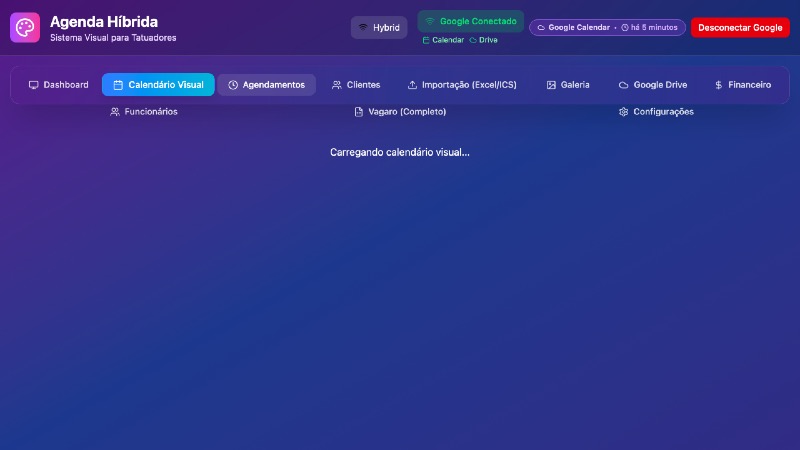 Agenda Híbrida
Sistema Visual para Tatuadores
Hybrid
Google Conectado
Calendar Drive
Google Calendar • há 5 minutos
Desconectar Google
Dashboard
Calendário Visual
Agendamentos
Clientes
Importação (Excel/ICS)
Galeria
Google Drive
Financeiro
Funcionários
Vagaro (Completo)
Configurações
Carregando calendário visual...